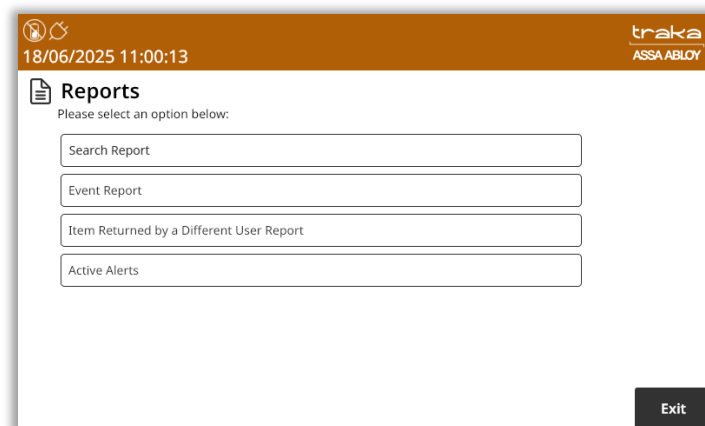 18/06/2025 11:00:13
traka
ASSA ABLOY
Reports
Please select an option below:
Search Report
Event Report
Item Returned by a Different User Report
Active Alerts
Exit